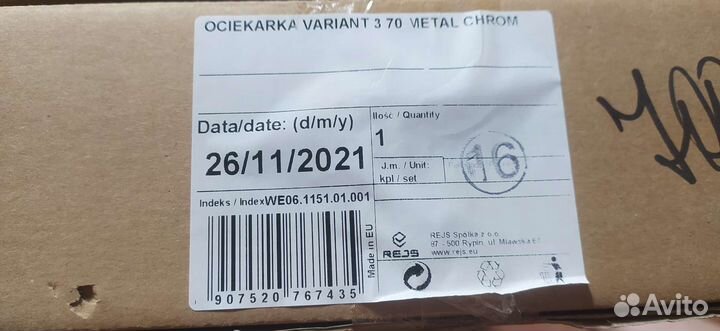 OCIEKARKA VARIANT 3 70 METAL CHROM
Data/date: (d/m/y)
26/11/2021
Ilość / Quantity
1
J.m. / Unit:
kpl / set
16
Indeks / Index WE06.1151.01.001
907520 767435
Made in EU
REJS
REJS Spółka z o.o.
87 - 500 Rypin, ul. Mławska 61
www.rejs.eu
Avito